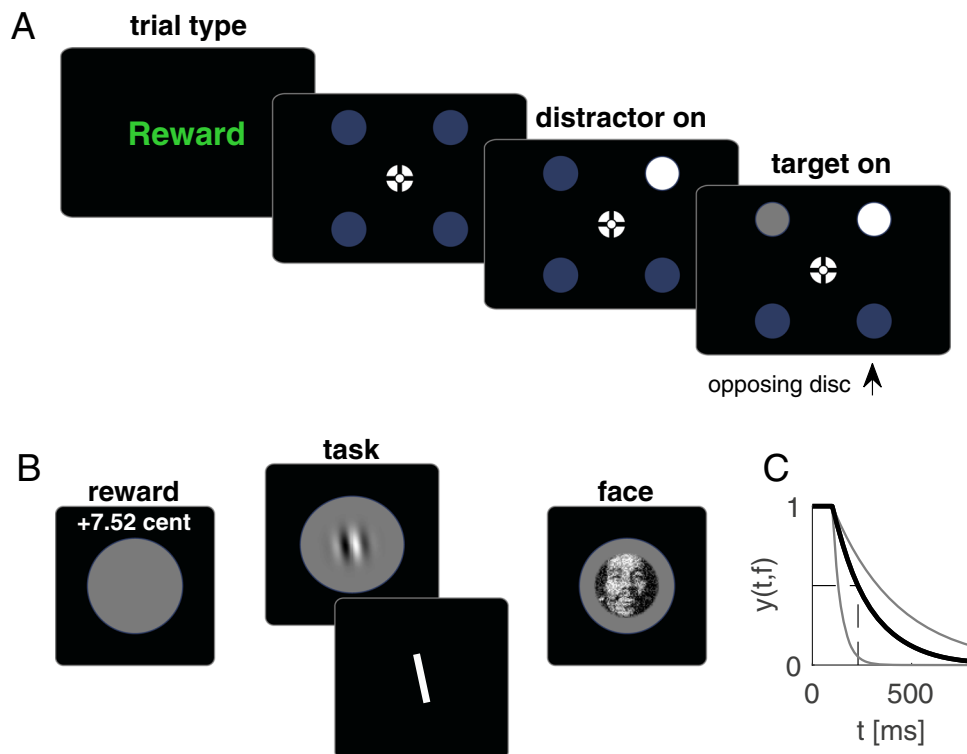 A
trial type
Reward
distractor on
target on
opposing disc
B
reward
+7.52 cent
task
face
C
1
y(t,f)
0
0
500
t [ms]